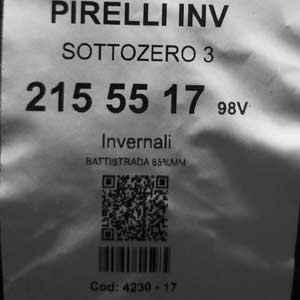 PIRELLI INV
SOTTOZERO 3
215 55 17 98V
Invernali
BATTISTRADA 65%MM
Cod: 4230 - 17